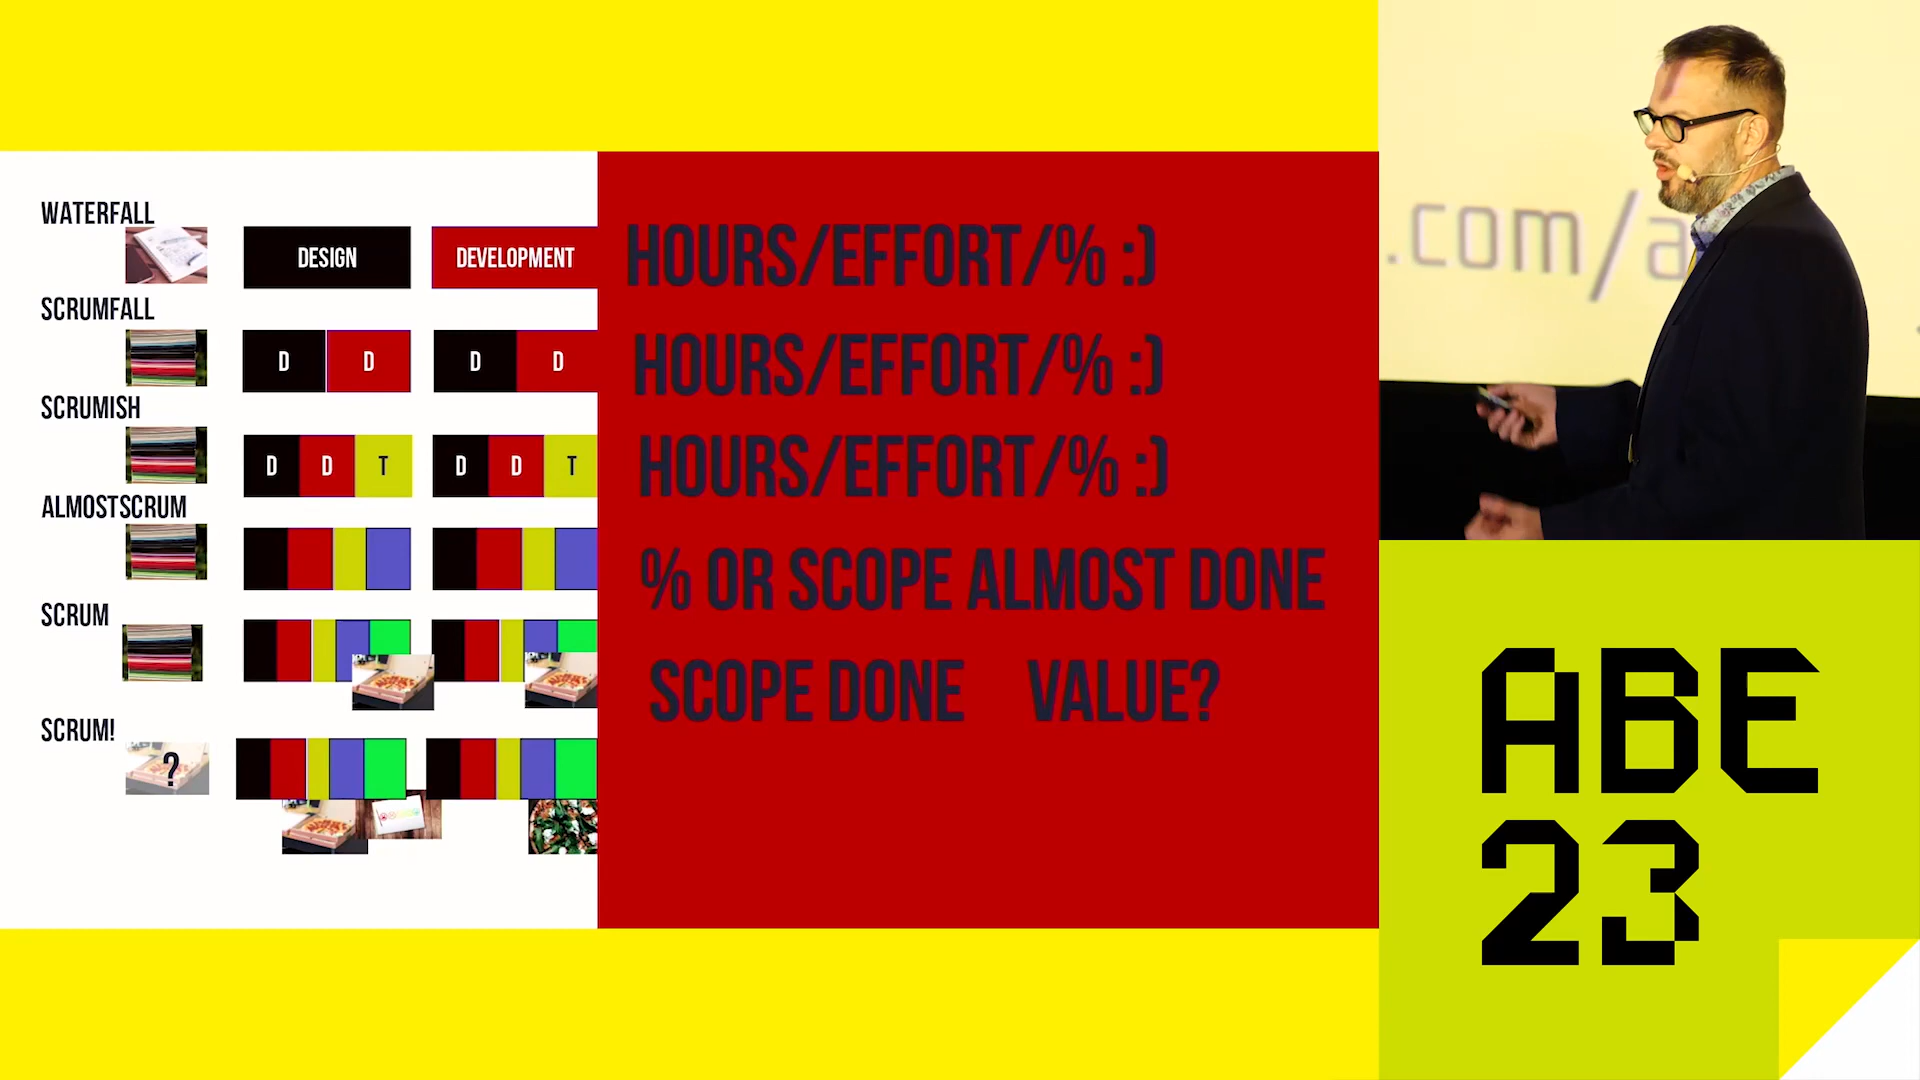 WATERFALL
DESIGN DEVELOPMENT
HOURS/EFFORT/% :)
SCRUMFALL
D D D D
HOURS/EFFORT/% :)
SCRUMISH
D D T D D T
HOURS/EFFORT/% :)
ALMOSTSCRUM
% OR SCOPE ALMOST DONE
SCRUM
SCOPE DONE VALUE?
SCRUM!
?
.com/a
ABE
23